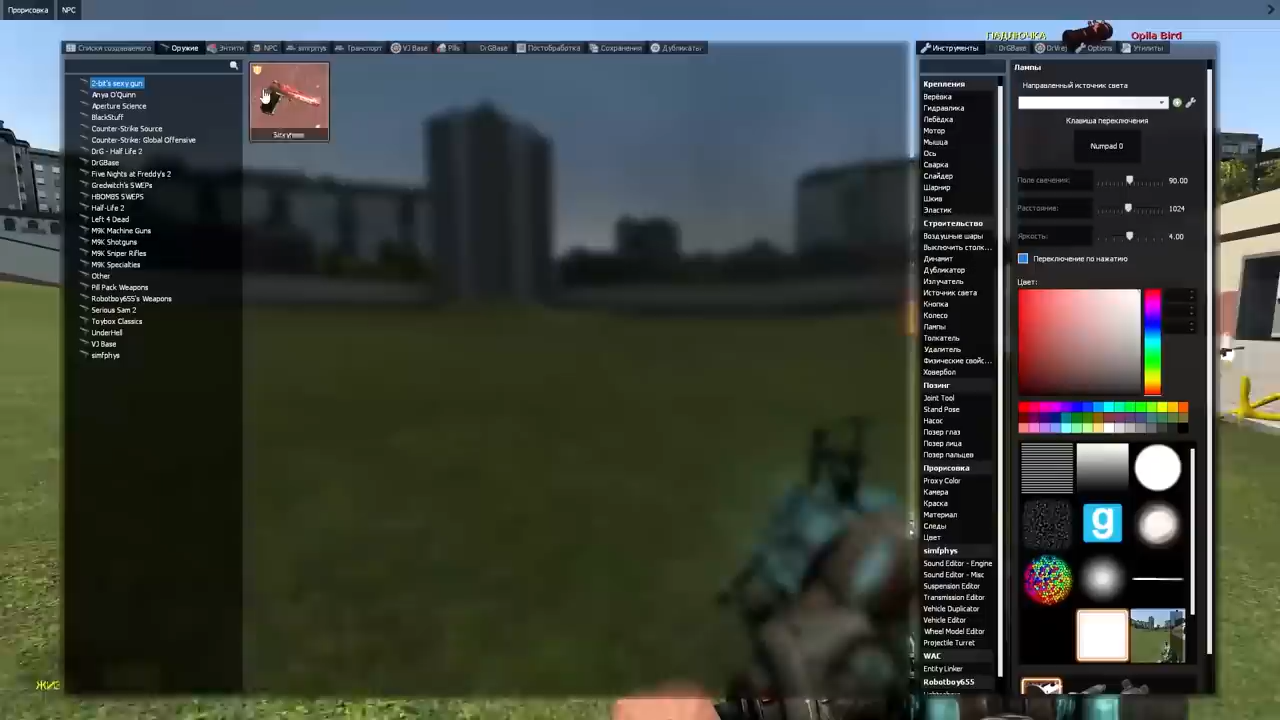 Прорисовка NPC
ПАДЛЮЧКА Opila Bird
Списки создаваемого Оружие Энтити NPC simfphys Транспорт VJ Base Pills DrGBase Постобработка Сохранения Дубликаты
Инструменты DrGBase DrVrej Options Утилиты
2-bit's sexy gun
Anya O'Quinn
Aperture Science
BlackStuff
Counter-Strike Source
Counter-Strike: Global Offensive
DrG - Half Life 2
DrGBase
Five Nights at Freddy's 2
Gredwitch's SWEPs
HBOMBS SWEPS
Half-Life 2
Left 4 Dead
M9K Machine Guns
M9K Shotguns
M9K Sniper Rifles
M9K Specialties
Other
Pill Pack Weapons
Robotboy655's Weapons
Serious Sam 2
Toybox Classics
UnderHell
VJ Base
simfphys
Крепления
Верёвка
Гидравлика
Лебёдка
Мотор
Мышца
Ось
Сварка
Слайдер
Шарнир
Шкив
Эластик
Строительство
Воздушные шары
Выключить столк...
Динамит
Дубликатор
Излучатель
Источник света
Кнопка
Колесо
Лампы
Толкатель
Удалитель
Физические свойс...
Ховербол
Позинг
Joint Tool
Stand Pose
Насос
Позер глаз
Позер лица
Позер пальцев
Прорисовка
Proxy Color
Камера
Краска
Материал
Следы
Цвет
simfphys
Sound Editor - Engine
Sound Editor - Misc
Suspension Editor
Transmission Editor
Vehicle Duplicator
Vehicle Editor
Wheel Model Editor
Projectile Turret
WAC
Entity Linker
Robotboy655
Лампы
Направленный источник света
Клавиша переключения
Numpad 0
Поле свечения: 90.00
Расстояние: 1024
Яркость: 4.00
Переключение по нажатию
Цвет:
g